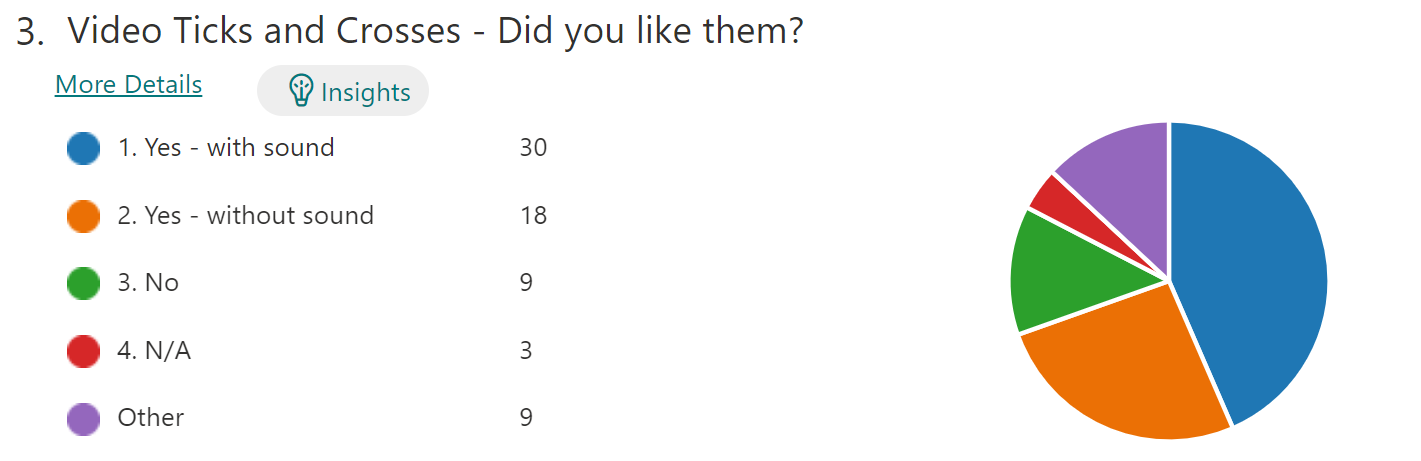 3. Video Ticks and Crosses - Did you like them?
More Details Insights
1. Yes - with sound 30
2. Yes - without sound 18
3. No 9
4. N/A 3
Other 9